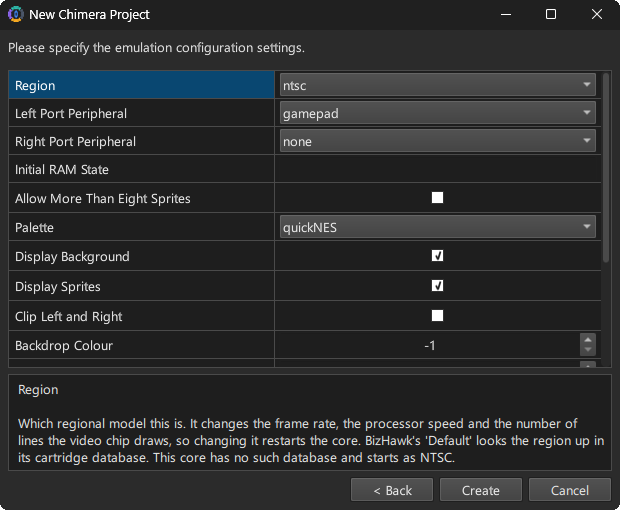 New Chimera Project
Please specify the emulation configuration settings.
Region ntsc
Left Port Peripheral gamepad
Right Port Peripheral none
Initial RAM State
Allow More Than Eight Sprites
Palette quickNES
Display Background
Display Sprites
Clip Left and Right
Backdrop Colour -1
Region
Which regional model this is. It changes the frame rate, the processor speed and the number of
lines the video chip draws, so changing it restarts the core. BizHawk's 'Default' looks the region up in
its cartridge database. This core has no such database and starts as NTSC.
< Back Create Cancel